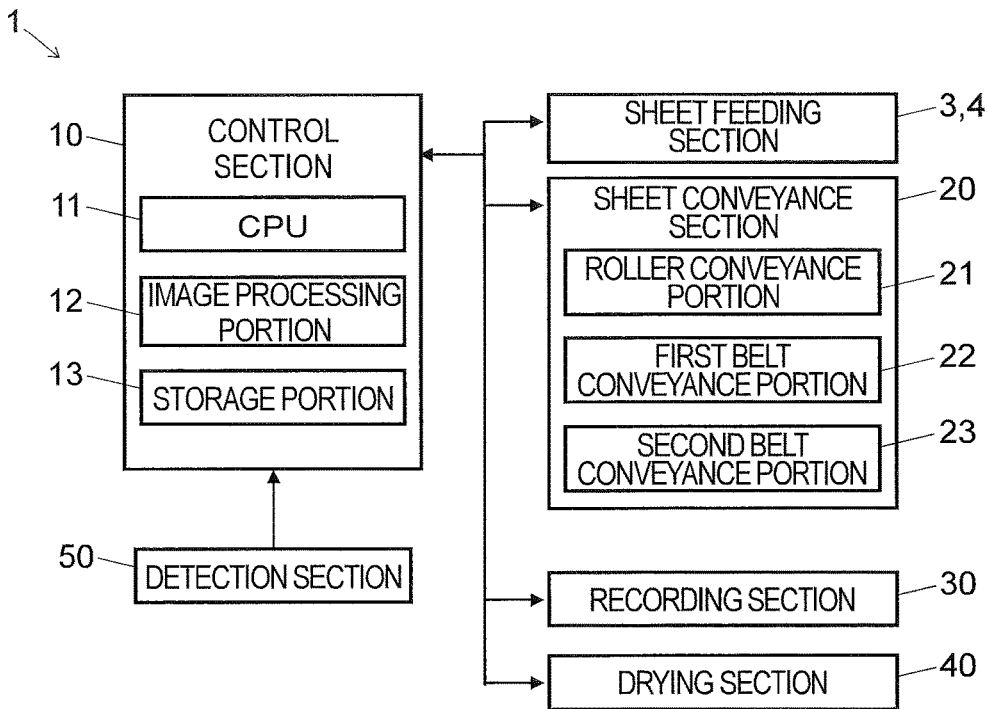 1
10
CONTROL
SECTION
11
CPU
12
IMAGE PROCESSING
PORTION
13
STORAGE PORTION
50
DETECTION SECTION
SHEET FEEDING
SECTION
3,4
SHEET CONVEYANCE
SECTION
20
ROLLER CONVEYANCE
PORTION
21
FIRST BELT
CONVEYANCE PORTION
22
SECOND BELT
CONVEYANCE PORTION
23
RECORDING SECTION
30
DRYING SECTION
40